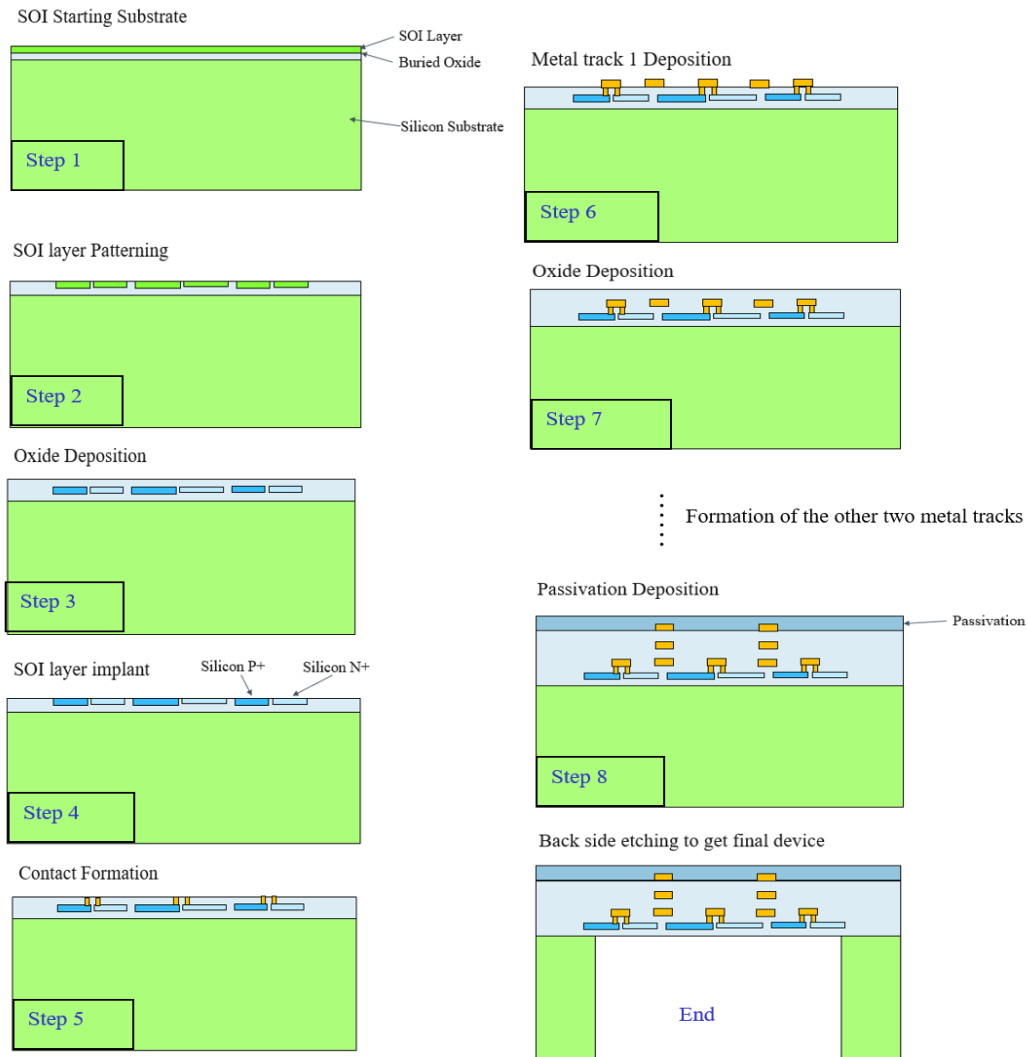 SOI Starting Substrate
SOI Layer
Buried Oxide
Silicon Substrate
Step 1
SOI layer Patterning
Step 2
Oxide Deposition
Step 3
SOI layer implant
Silicon P+
Silicon N+
Step 4
Contact Formation
Step 5
Metal track 1 Deposition
Step 6
Oxide Deposition
Step 7
Formation of the other two metal tracks
Passivation Deposition
Passivation
Step 8
Back side etching to get final device
End